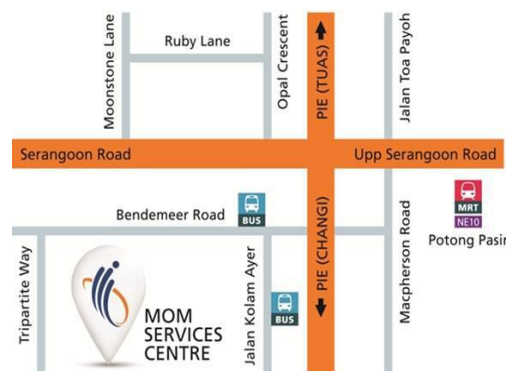 Moonstone Lane
Ruby Lane
Opal Crescent
PIE (TUAS)
Jalan Toa Payoh
Serangoon Road
Upp Serangoon Road
MRT
NE10
Potong Pasir
Bendemeer Road
BUS
PIE (CHANGI)
Macpherson Road
Tripartite Way
MOM
SERVICES
CENTRE
Jalan Kolam Ayer
BUS